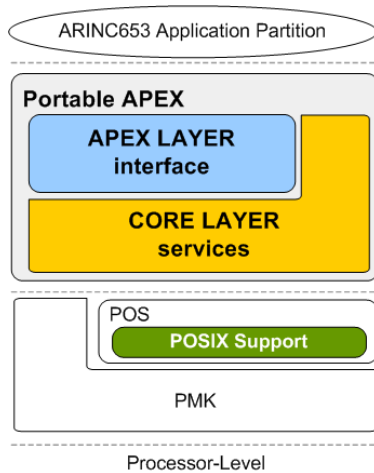 ARINC653 Application Partition
Portable APEX
APEX LAYER
interface
CORE LAYER
services
POS
POSIX Support
PMK
Processor-Level